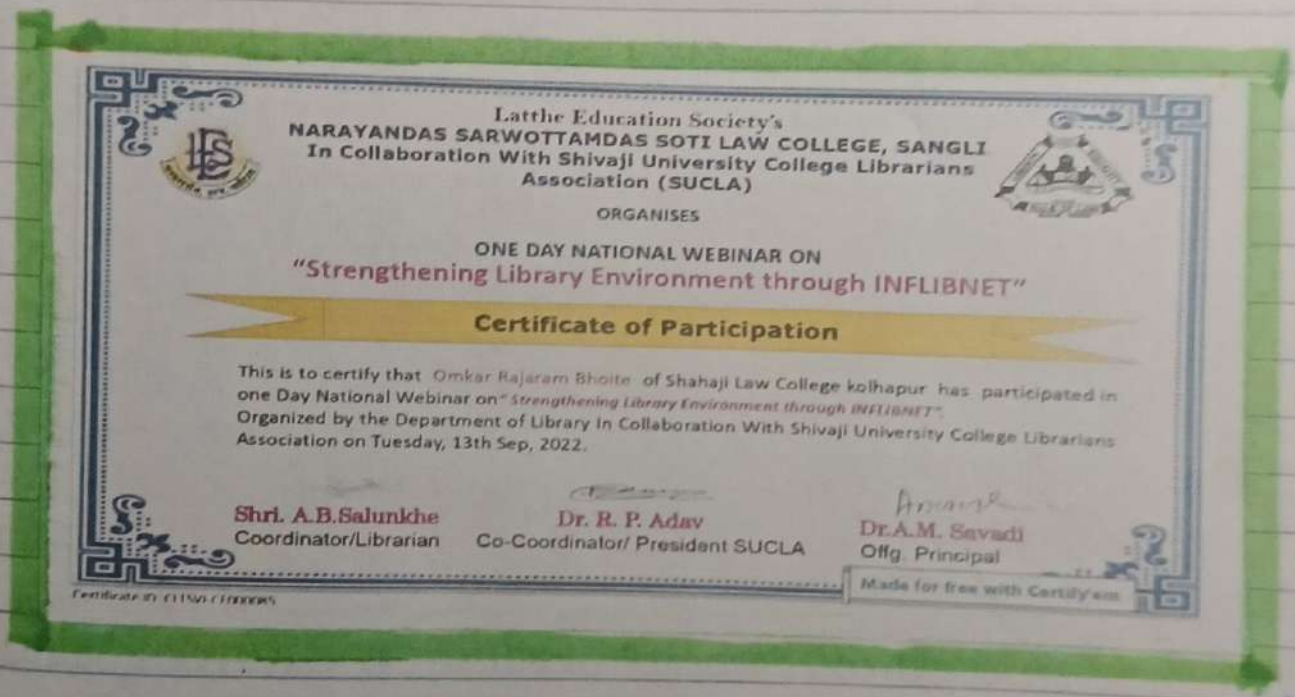 Latthe Education Society's
NARAYANDAS SARWOTTAMDAS SOTI LAW COLLEGE, SANGLI
In Collaboration With Shivaji University College Librarians
Association (SUCLA)
ORGANISES
ONE DAY NATIONAL WEBINAR ON
"Strengthening Library Environment through INFLIBNET"
Certificate of Participation
This is to certify that Omkar Rajaram Bhoite of Shahaji Law College kolhapur has participated in
one Day National Webinar on" Strengthening Library Environment through INFLIBNET".
Organized by the Department of Library In Collaboration With Shivaji University College Librarians
Association on Tuesday, 13th Sep, 2022.
Shri. A.B.Salunkhe
Coordinator/Librarian
Dr. R. P. Adav
Co-Coordinator/ President SUCLA
Dr.A.M. Savadi
Offg. Principal
Made for free with Certify'em
Certificate ID: